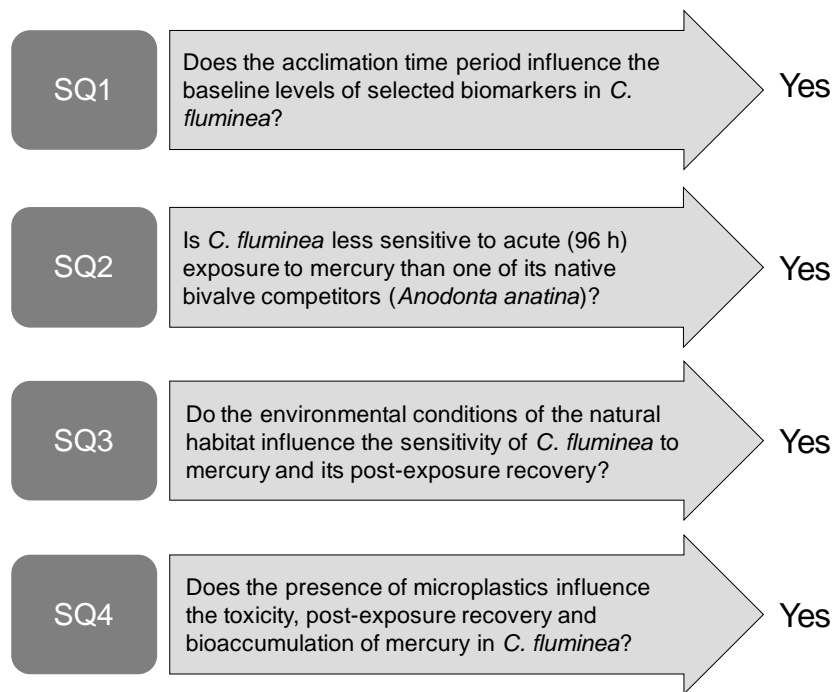 SQ1
Does the acclimation time period influence the
baseline levels of selected biomarkers in C.
fluminea?
Yes
SQ2
Is C. fluminea less sensitive to acute (96 h)
exposure to mercury than one of its native
bivalve competitors (Anodonta anatina)?
Yes
SQ3
Do the environmental conditions of the natural
habitat influence the sensitivity of C. fluminea to
mercury and its post-exposure recovery?
Yes
SQ4
Does the presence of microplastics influence
the toxicity, post-exposure recovery and
bioaccumulation of mercury in C. fluminea?
Yes